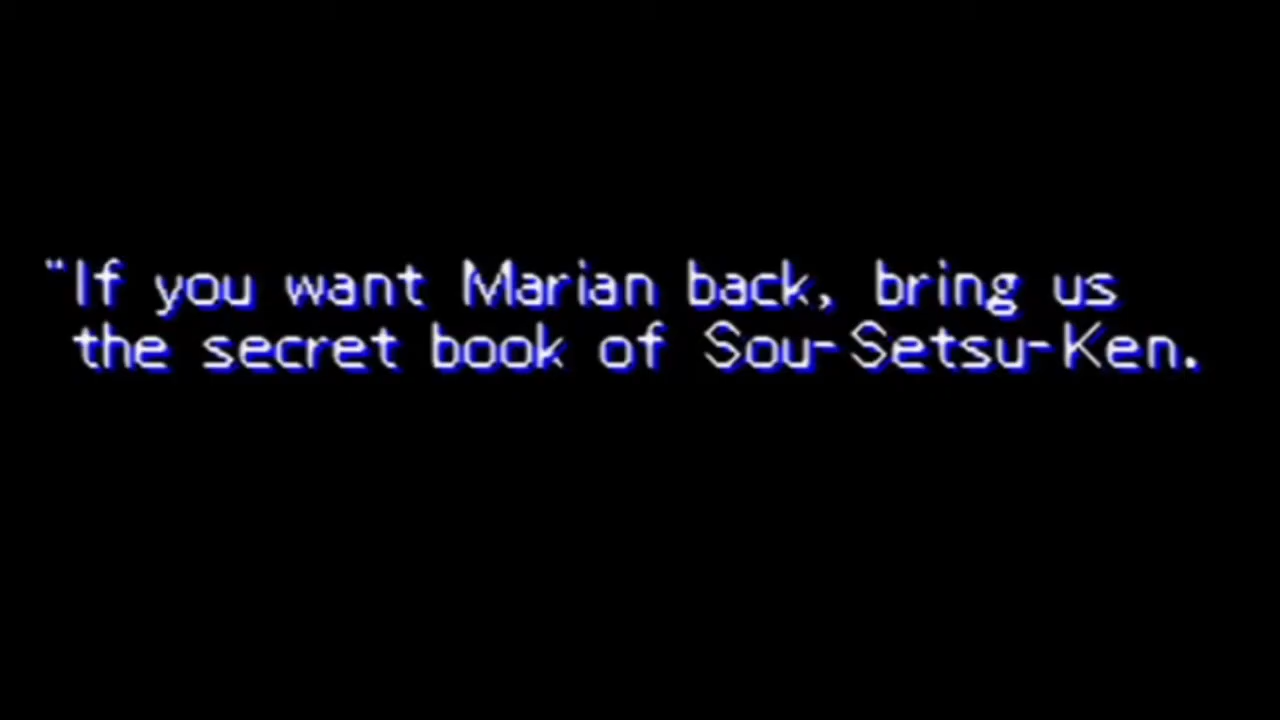 “If you want Marian back, bring us
the secret book of Sou-Setsu-Ken.